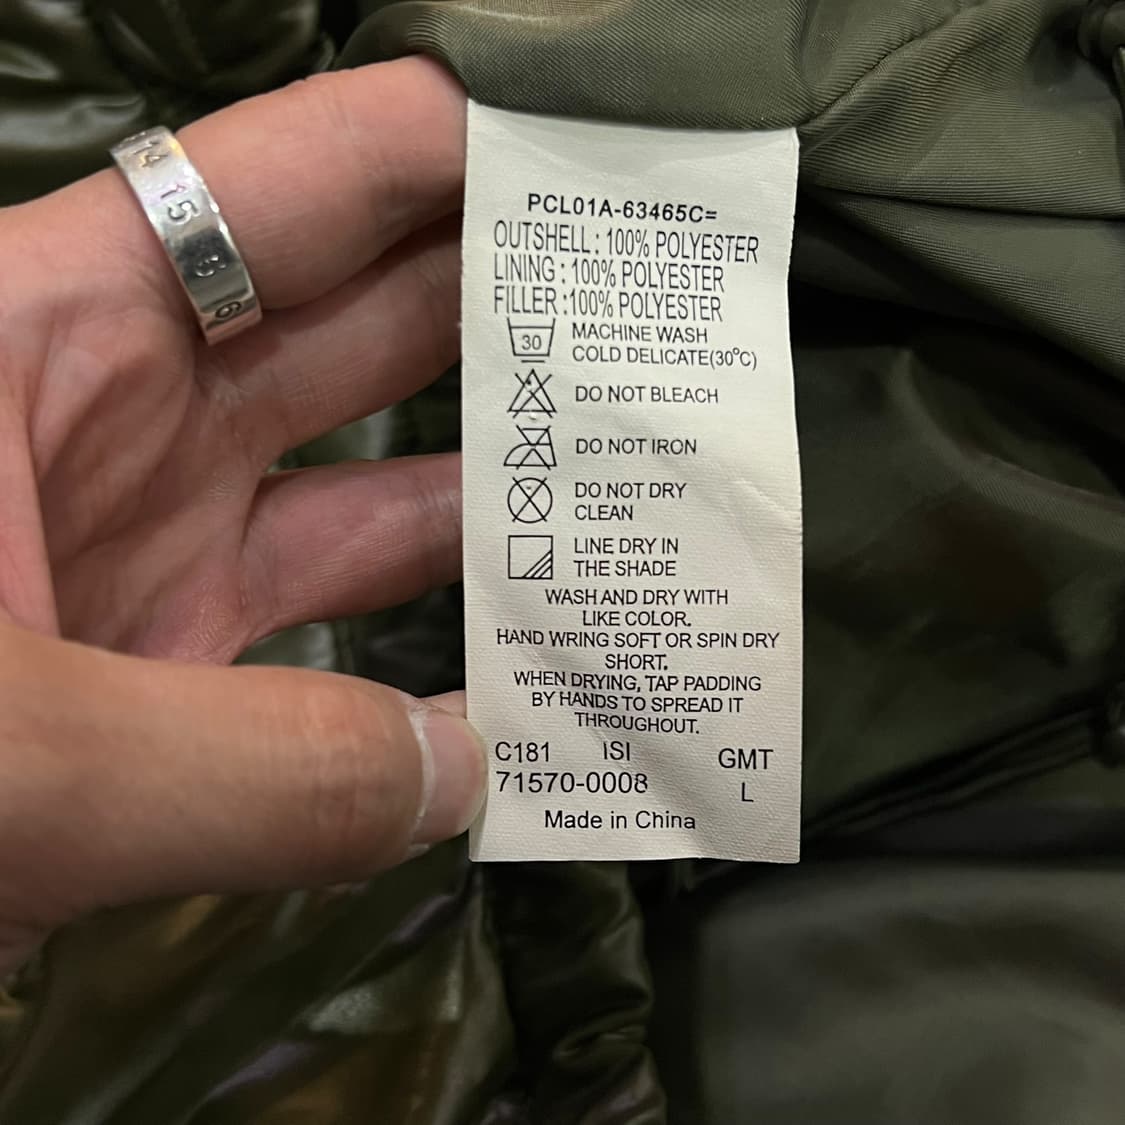 14 15
6
PCL01A-63465C=
OUTSHELL : 100% POLYESTER
LINING : 100% POLYESTER
FILLER :100% POLYESTER
30
MACHINE WASH
COLD DELICATE(30°C)
DO NOT BLEACH
DO NOT IRON
DO NOT DRY
CLEAN
LINE DRY IN
THE SHADE
WASH AND DRY WITH
LIKE COLOR.
HAND WRING SOFT OR SPIN DRY
SHORT.
WHEN DRYING, TAP PADDING
BY HANDS TO SPREAD IT
THROUGHOUT.
C181 ISI GMT
71570-0008 L
Made in China